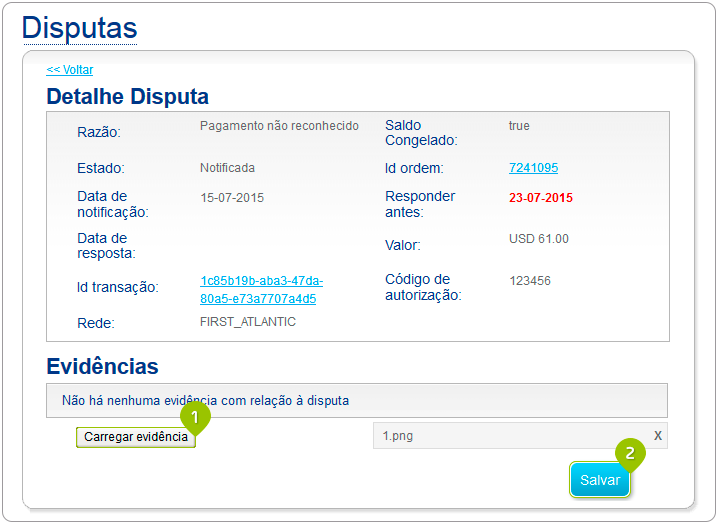 Disputas
<< Voltar
Detalhe Disputa
Razão: Pagamento não reconhecido Saldo Congelado: true
Estado: Notificada Id ordem: 7241095
Data de notificação: 15-07-2015 Responder antes: 23-07-2015
Data de resposta: Valor: USD 61.00
Id transação: 1c85b19b-aba3-47da-80a5-e73a7707a4d5 Código de autorização: 123456
Rede: FIRST_ATLANTIC
Evidências
Não há nenhuma evidência com relação à disputa
1
Carregar evidência 1.png X
2
Salvar